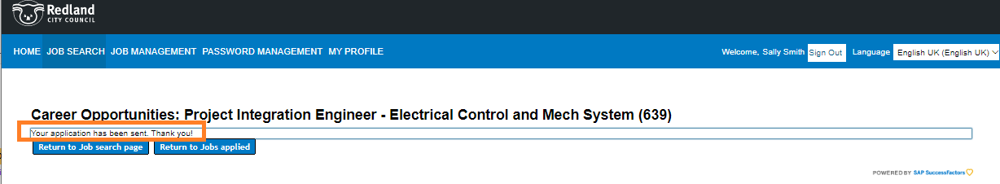 Redland
CITY COUNCIL
HOME JOB SEARCH JOB MANAGEMENT PASSWORD MANAGEMENT MY PROFILE Welcome, Sally Smith Sign Out Language English UK (English UK)
Career Opportunities: Project Integration Engineer - Electrical Control and Mech System (639)
Your application has been sent. Thank you!
Return to Job search page Return to Jobs applied
POWERED BY SAP SuccessFactors